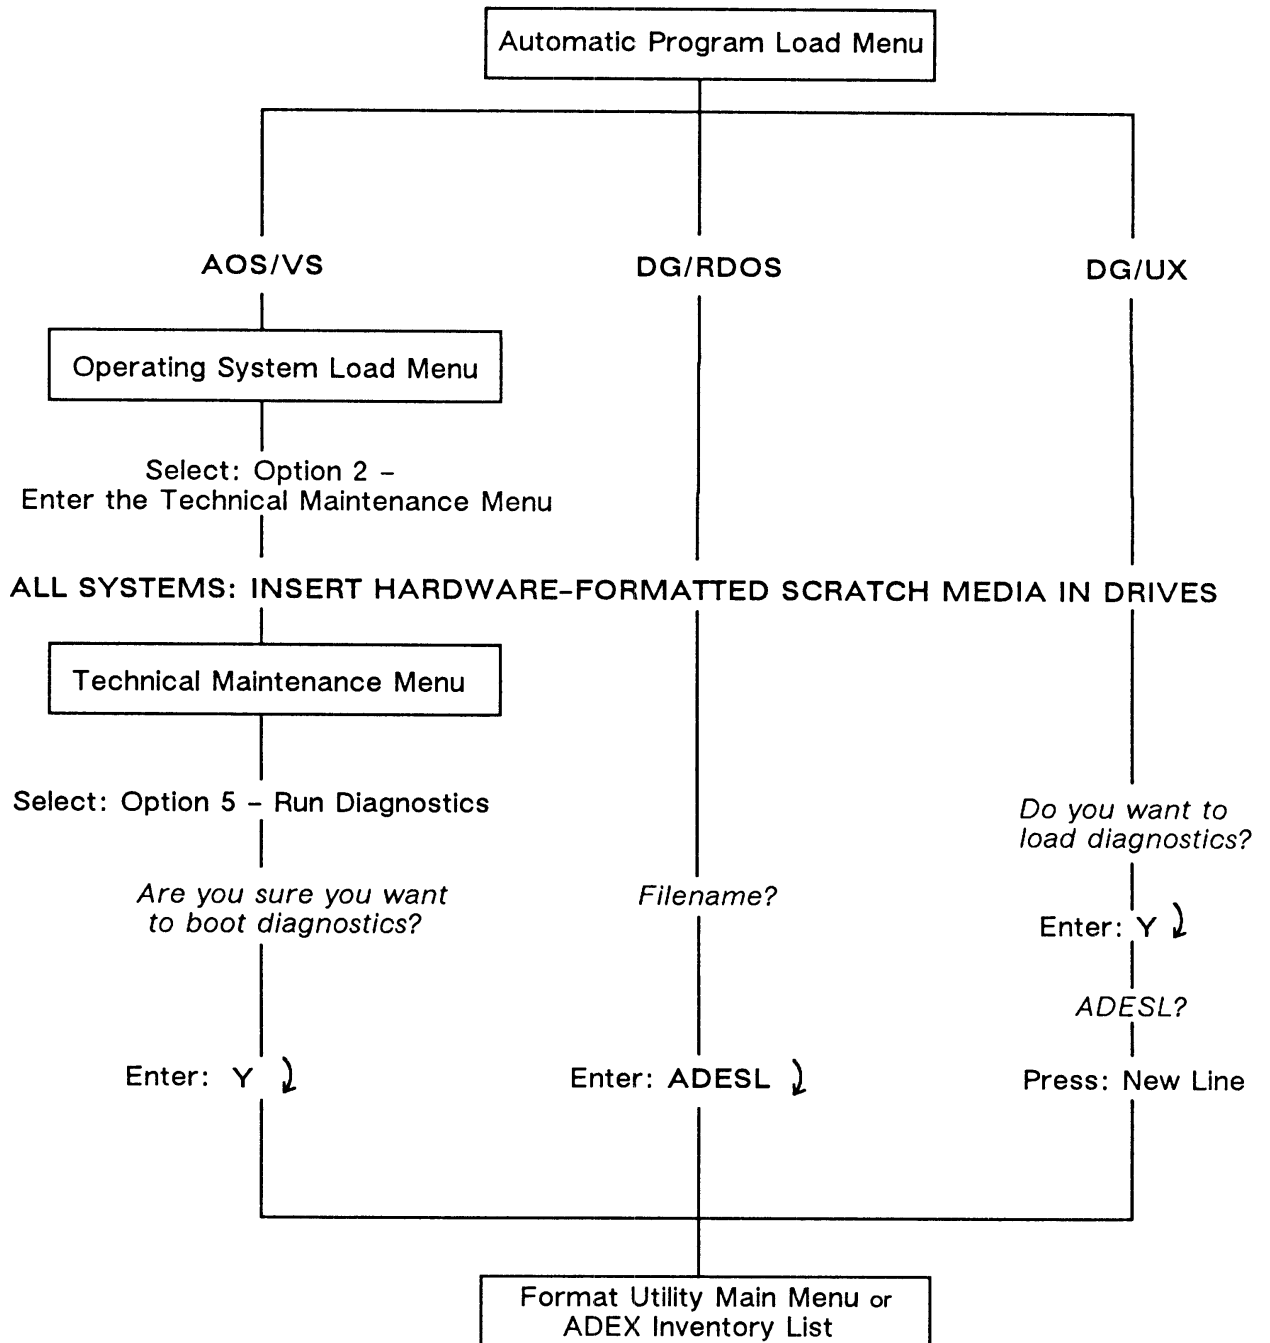 Automatic Program Load Menu
AOS/VS
DG/RDOS
DG/UX
Operating System Load Menu
Select: Option 2 –
Enter the Technical Maintenance Menu
ALL SYSTEMS: INSERT HARDWARE-FORMATTED SCRATCH MEDIA IN DRIVES
Technical Maintenance Menu
Select: Option 5 – Run Diagnostics
Are you sure you want
to boot diagnostics?
Enter: Y
Filename?
Enter: ADESL
Do you want to
load diagnostics?
Enter: Y
ADESL?
Press: New Line
Format Utility Main Menu or
ADEX Inventory List